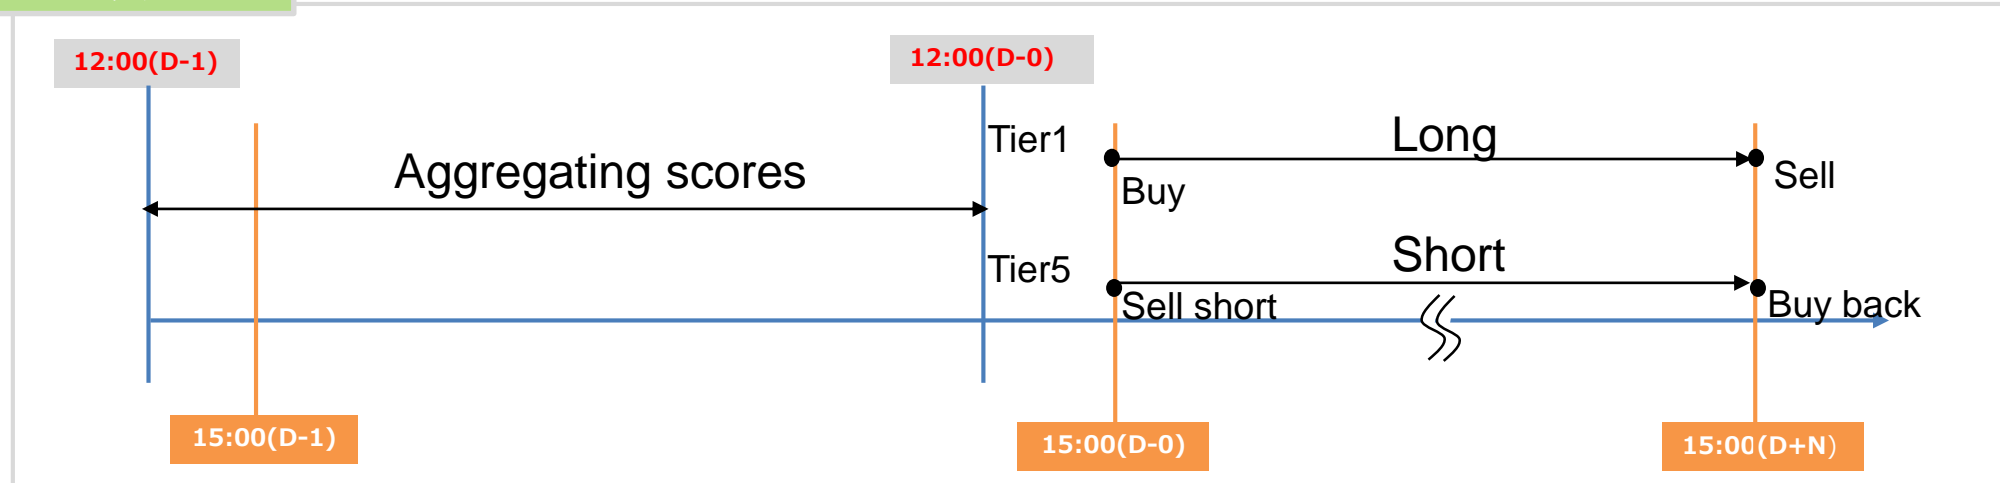 12:00(D-1)
12:00(D-0)
Tier1
Long
Aggregating scores
Buy
Sell
Tier5
Short
Sell short
Buy back
15:00(D-1)
15:00(D-0)
15:00(D+N)